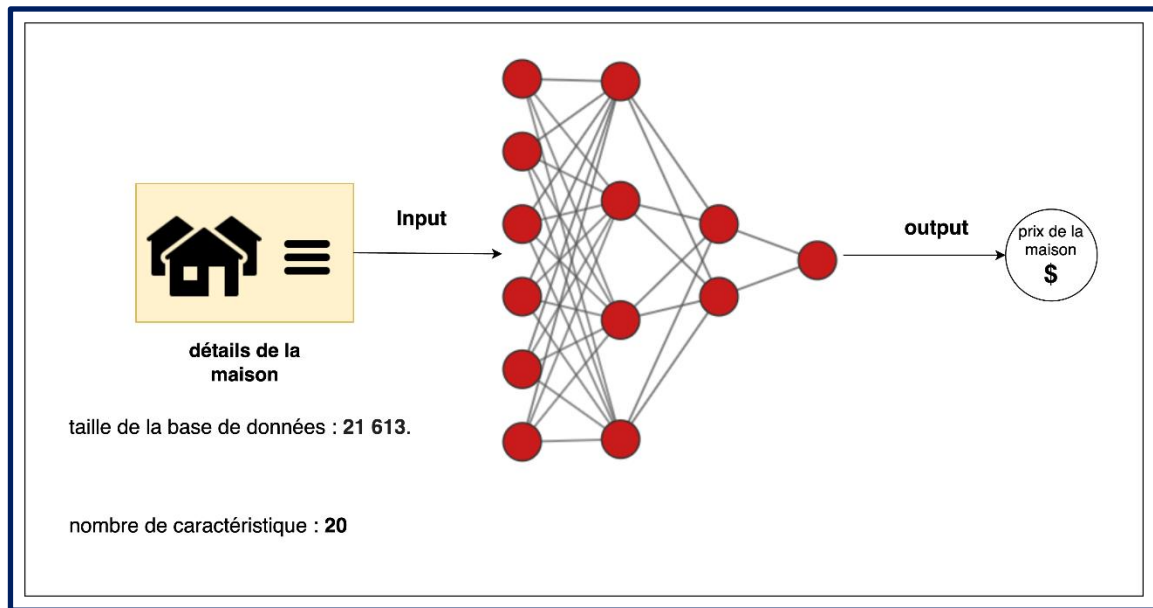 Input
output
prix de la
maison
$
détails de la
maison
taille de la base de données : 21 613.
nombre de caractéristique : 20